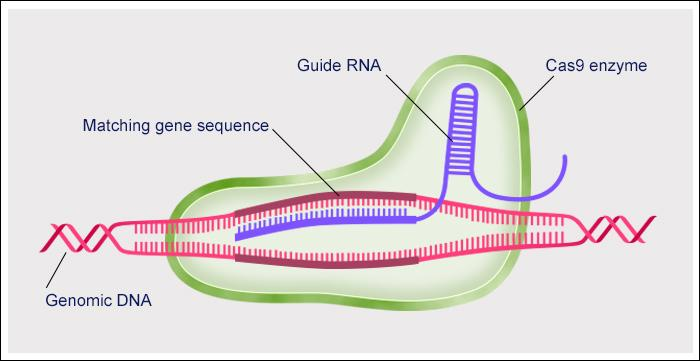 Guide RNA
Cas9 enzyme
Matching gene sequence
Genomic DNA